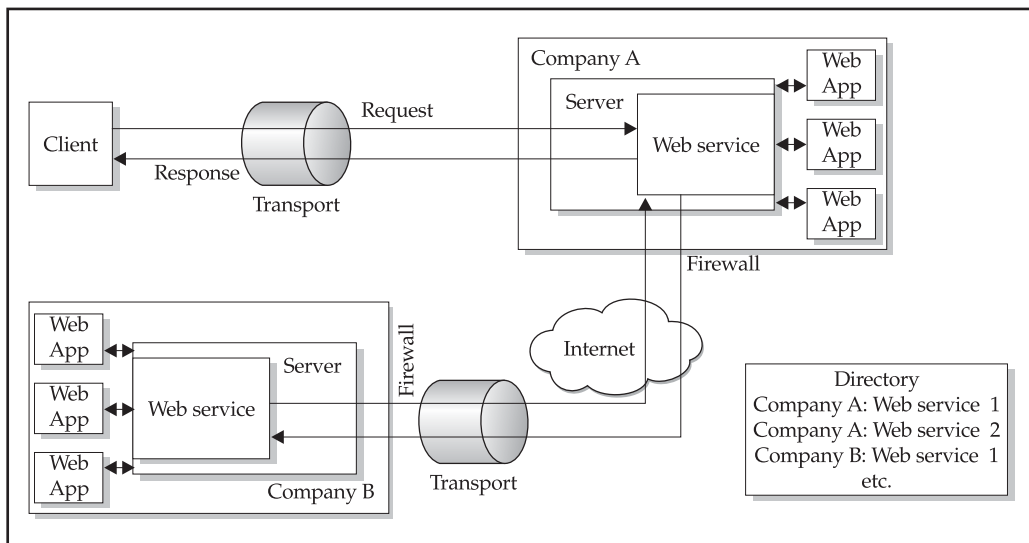 Company A
Web
App
Server
Request
Client
Web service
Web
App
Response
Transport
Web
App
Firewall
Web
App
Firewall
Internet
Server
Web
App
Web service
Directory
Company A: Web service 1
Company A: Web service 2
Company B: Web service 1
etc.
Web
App
Company B
Transport